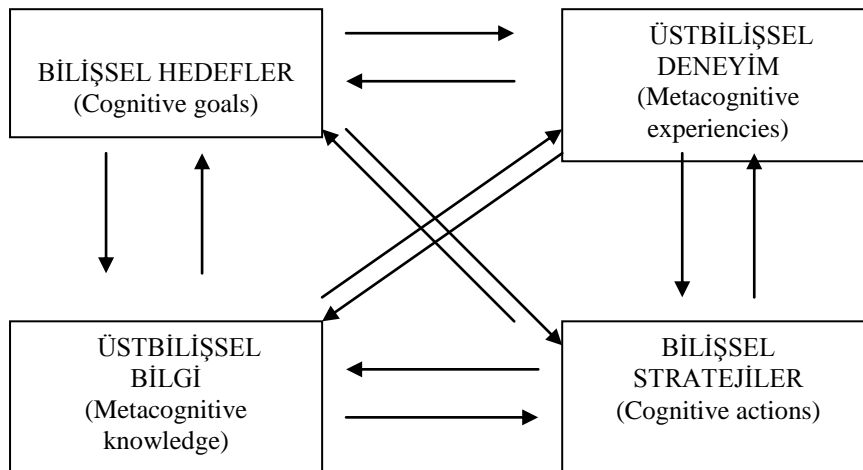 BİLİŞSEL HEDEFLER
(Cognitive goals)
ÜSTBİLİŞSEL
DENEYİM
(Metacognitive
experiencies)
ÜSTBİLİŞSEL
BİLGİ
(Metacognitive
knowledge)
BİLİŞSEL
STRATEJİLER
(Cognitive actions)